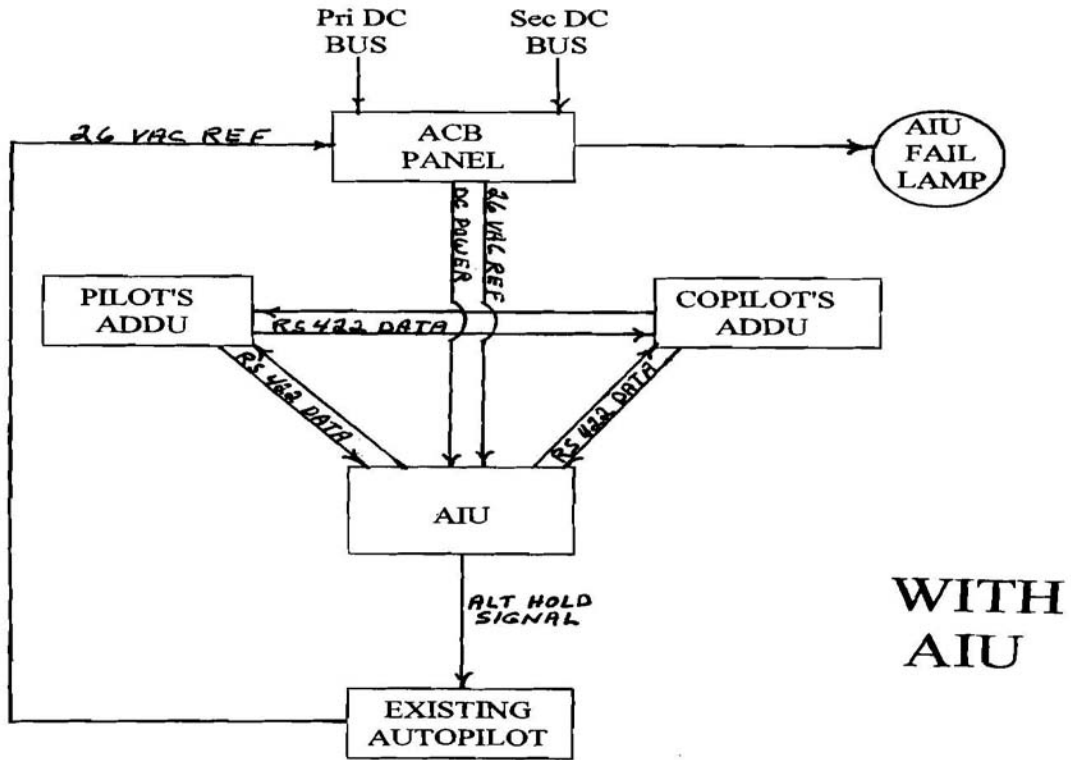 Pri DC
BUS
Sec DC
BUS
26 VAC REF
ACB
PANEL
AIU
FAIL
LAMP
DC POWER
26 VAC REF
PILOT'S
ADDU
COPILOT'S
ADDU
RS422 DATA
RS 422 DATA
RS 422 DATA
AIU
ALT HOLD
SIGNAL
WITH
AIU
EXISTING
AUTOPILOT